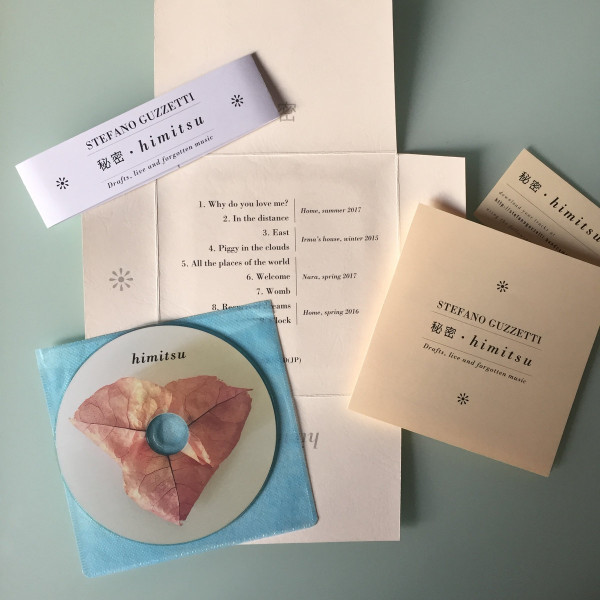 STEFANO GUZZETTI
秘密・himitsu
Drafts, live and forgotten music
密
1. Why do you love me?
2. In the distance
Home, summer 2017
3. East
4. Piggy in the clouds
Irma's house, winter 2015
5. All the places of the world
6. Welcome
Nara, spring 2017
7. Womb
8.
Home, spring 2016
(JP)
himitsu
秘密・himitsu
STEFANO GUZZETTI
秘密・himitsu
Drafts, live and forgotten music